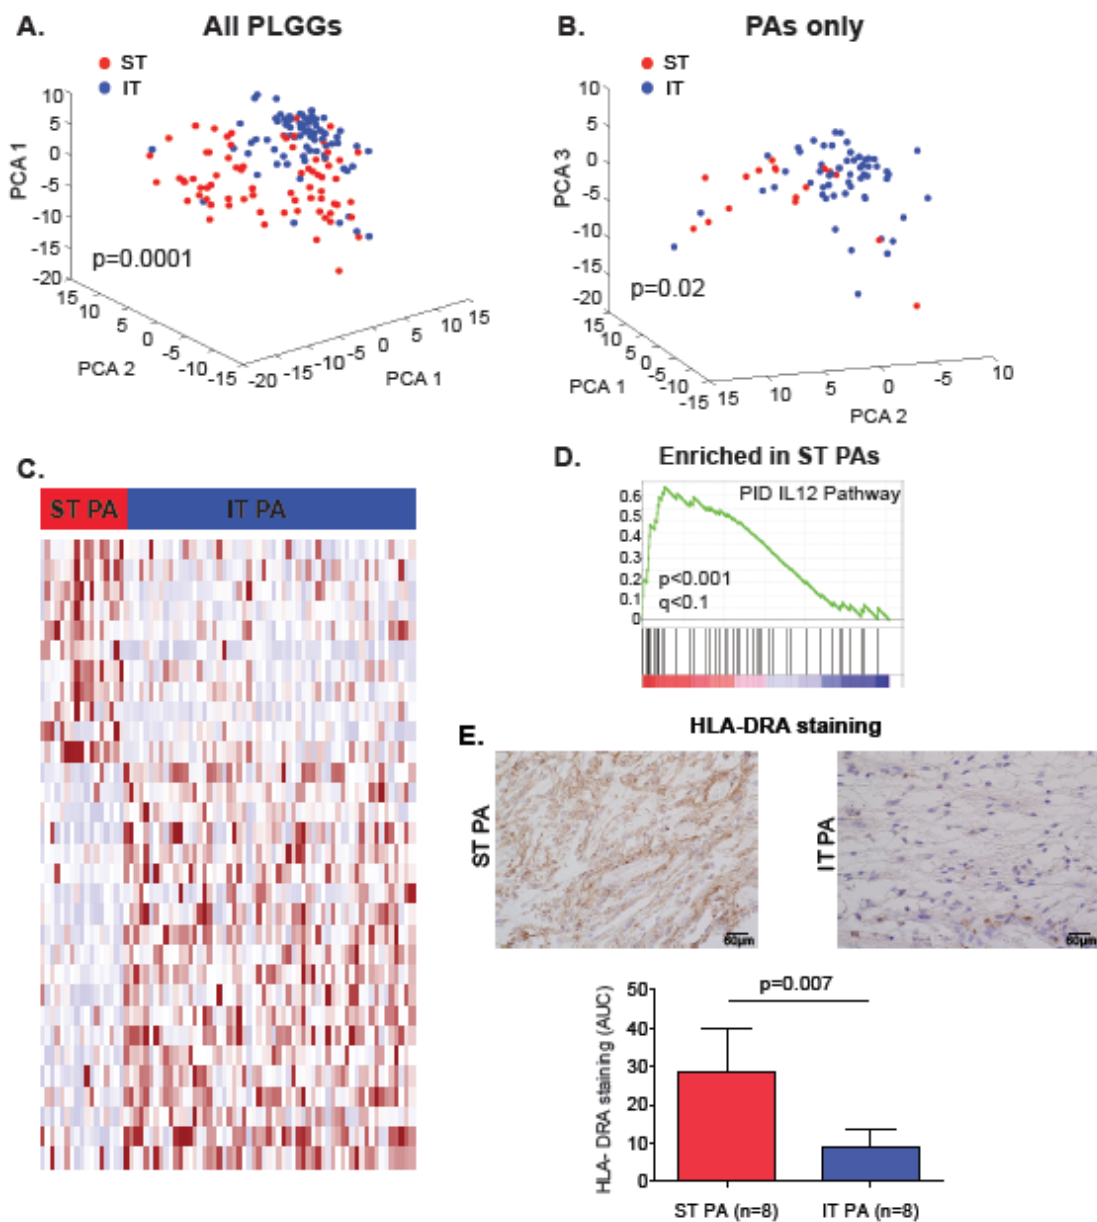 A.
All PLGGs
ST
IT
10
5
0
-5
-10
-15
-20
PCA 1
p=0.0001
15
10
5
0
-5
-10
-15
PCA 2
-20
-15
-10
-5
0
5
10
15
PCA 1
B.
PAs only
ST
IT
10
5
0
-5
-10
-15
-20
PCA 3
p=0.02
15
10
5
0
-5
-10
-15
PCA 1
15
10
5
0
-5
10
PCA 2
C.
ST PA
IT PA
D.
Enriched in ST PAs
PID IL12 Pathway
0.6
0.5
0.4
0.3
0.2
0.1
0
p<0.001
q<0.1
E.
HLA-DRA staining
ST PA
60µm
IT PA
60µm
p=0.007
HLA- DRA staining (AUC)
50
40
30
20
10
0
ST PA (n=8)
IT PA (n=8)